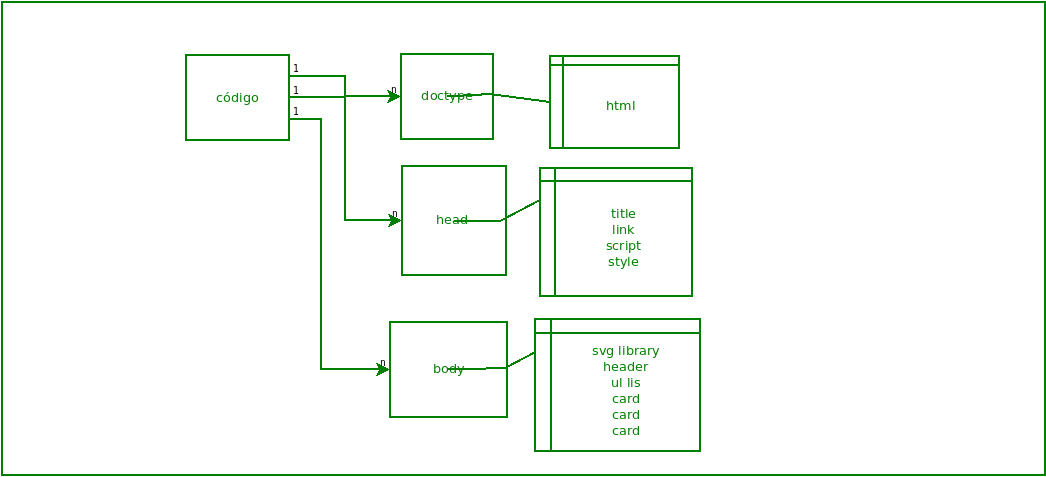 código
1
1
1
n
doctype
html
n
head
title
link
script
style
n
body
svg library
header
ul lis
card
card
card